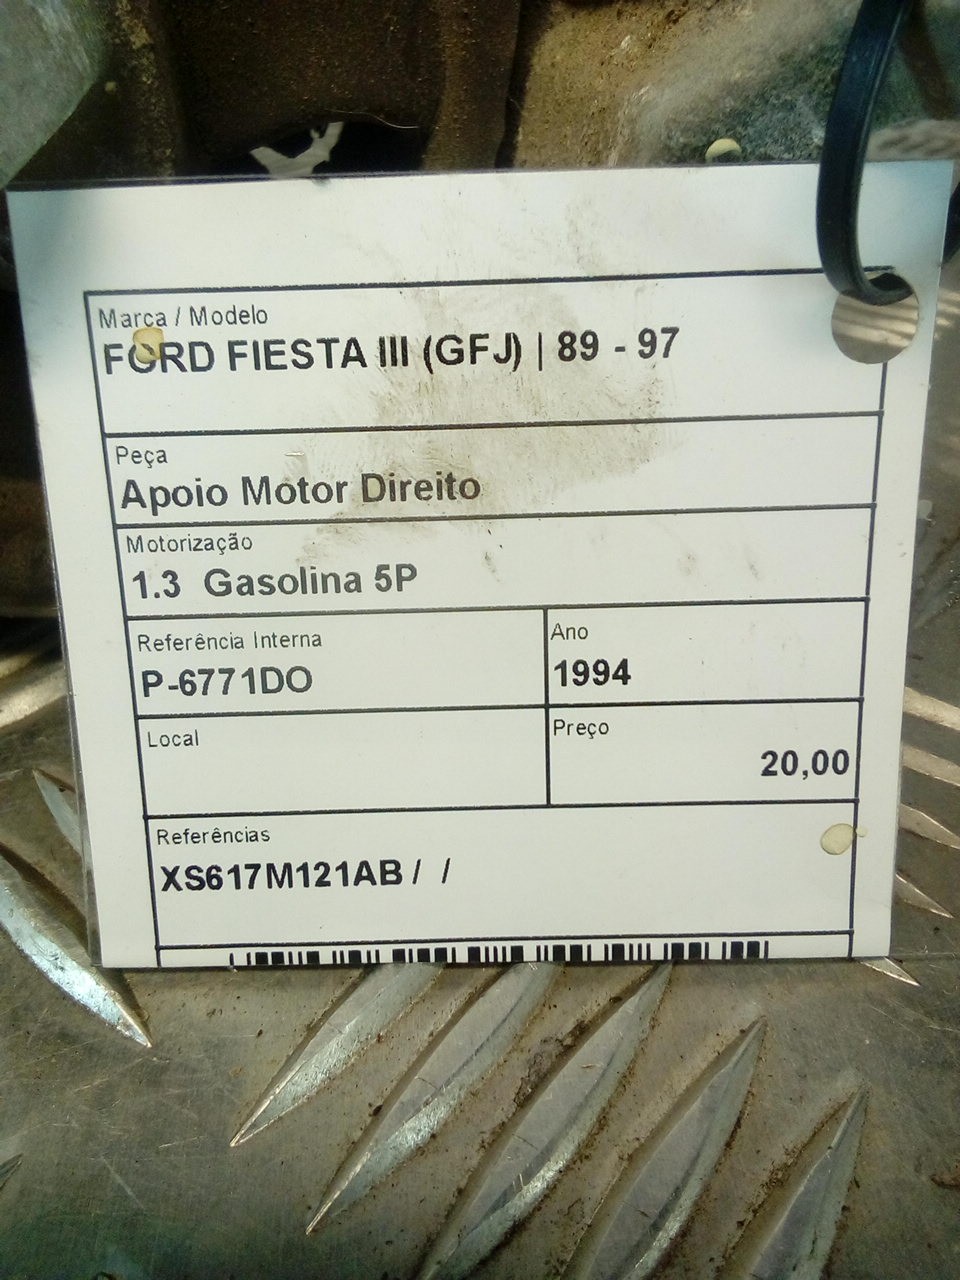 Marca / Modelo
FORD FIESTA III (GFJ) | 89 - 97
Peça
Apoio Motor Direito
Motorização
1.3 Gasolina 5P
Referência Interna
P-6771DO
Ano
1994
Local
Preço
20,00
Referências
XS617M121AB / /